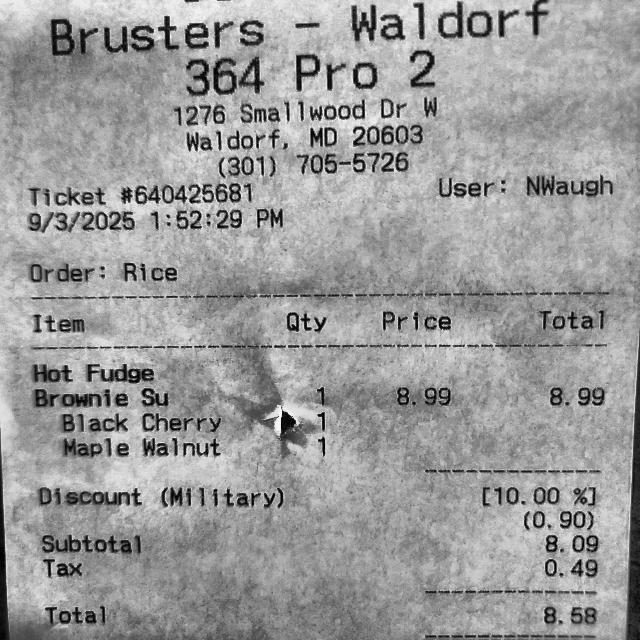 Brusters - Waldorf
364 Pro 2
1276 Smallwood Dr W
Waldorf, MD 20603
(301) 705-5726
Ticket #640425681 User: NWaugh
9/3/2025 1:52:29 PM
Order: Rice
Item Qty Price Total
Hot Fudge
Brownie Su 1 8.99 8.99
Black Cherry 1
Maple Walnut 1
Discount (Military) [10.00 %]
(0.90)
Subtotal 8.09
Tax 0.49
Total 8.58